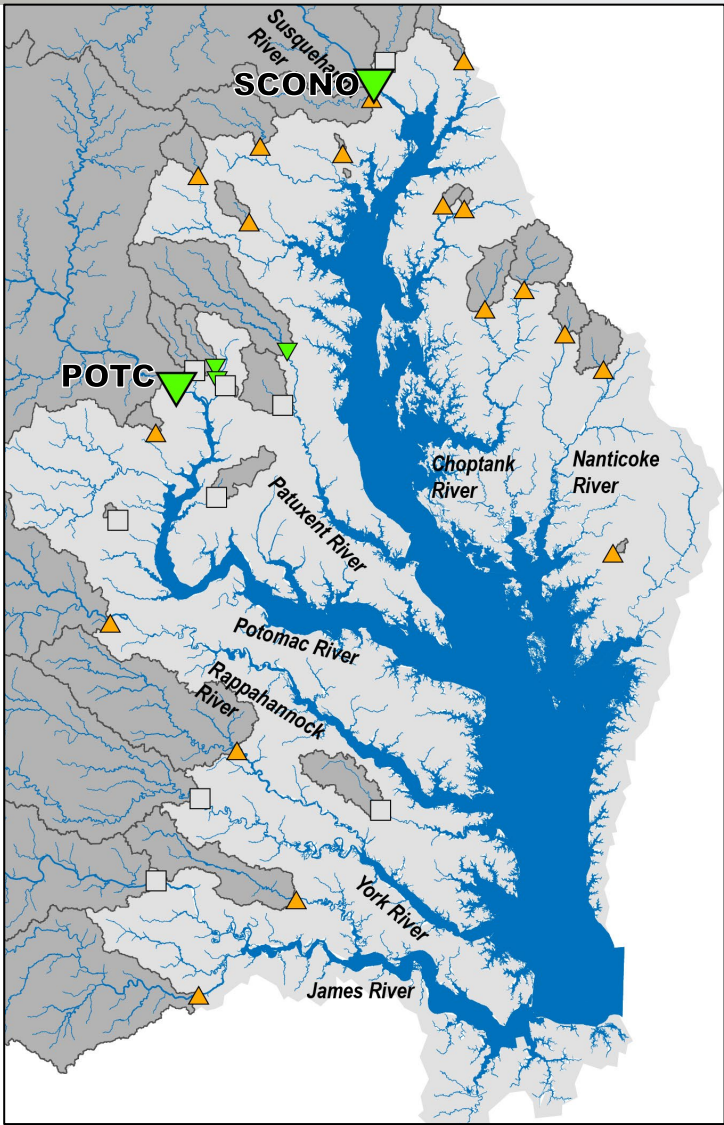 Susquehanna
River
SCONO
POTC
Choptank
River
Nanticoke
River
Patuxent River
Potomac River
Rappahannock
River
York River
James River